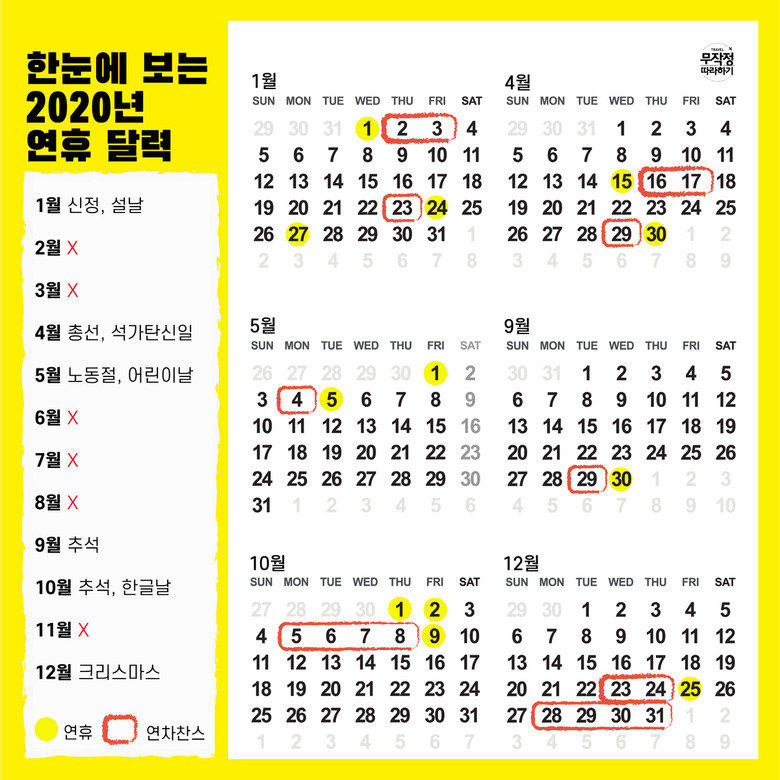 한눈에 보는
2020년
연휴 달력
1월 신정, 설날
2월 X
3월 X
4월 총선, 석가탄신일
5월 노동절, 어린이날
6월 X
7월 X
8월 X
9월 추석
10월 추석, 한글날
11월 X
12월 크리스마스
연휴 연차찬스
TRAVEL
무작정
따라하기
1월
SUN MON TUE WED THU FRI SAT
29 30 31 1 2 3 4
5 6 7 8 9 10 11
12 13 14 15 16 17 18
19 20 21 22 23 24 25
26 27 28 29 30 31 1
2 3 4 5 6 7 8
4월
SUN MON TUE WED THU FRI SAT
29 30 31 1 2 3 4
5 6 7 8 9 10 11
12 13 14 15 16 17 18
19 20 21 22 23 24 25
26 27 28 29 30 1 2
3 4 5 6 7 8 9
5월
SUN MON TUE WED THU FRI SAT
26 27 28 29 30 1 2
3 4 5 6 7 8 9
10 11 12 13 14 15 16
17 18 19 20 21 22 23
24 25 26 27 28 29 30
31 1 2 3 4 5 6
9월
SUN MON TUE WED THU FRI SAT
30 31 1 2 3 4 5
6 7 8 9 10 11 12
13 14 15 16 17 18 19
20 21 22 23 24 25 26
27 28 29 30 1 2 3
4 5 6 7 8 9 10
10월
SUN MON TUE WED THU FRI SAT
27 28 29 30 1 2 3
4 5 6 7 8 9 10
11 12 13 14 15 16 17
18 19 20 21 22 23 24
25 26 27 28 29 30 31
1 2 3 4 5 6 7
12월
SUN MON TUE WED THU FRI SAT
29 30 1 2 3 4 5
6 7 8 9 10 11 12
13 14 15 16 17 18 19
20 21 22 23 24 25 26
27 28 29 30 31 1 2
3 4 5 6 7 8 9